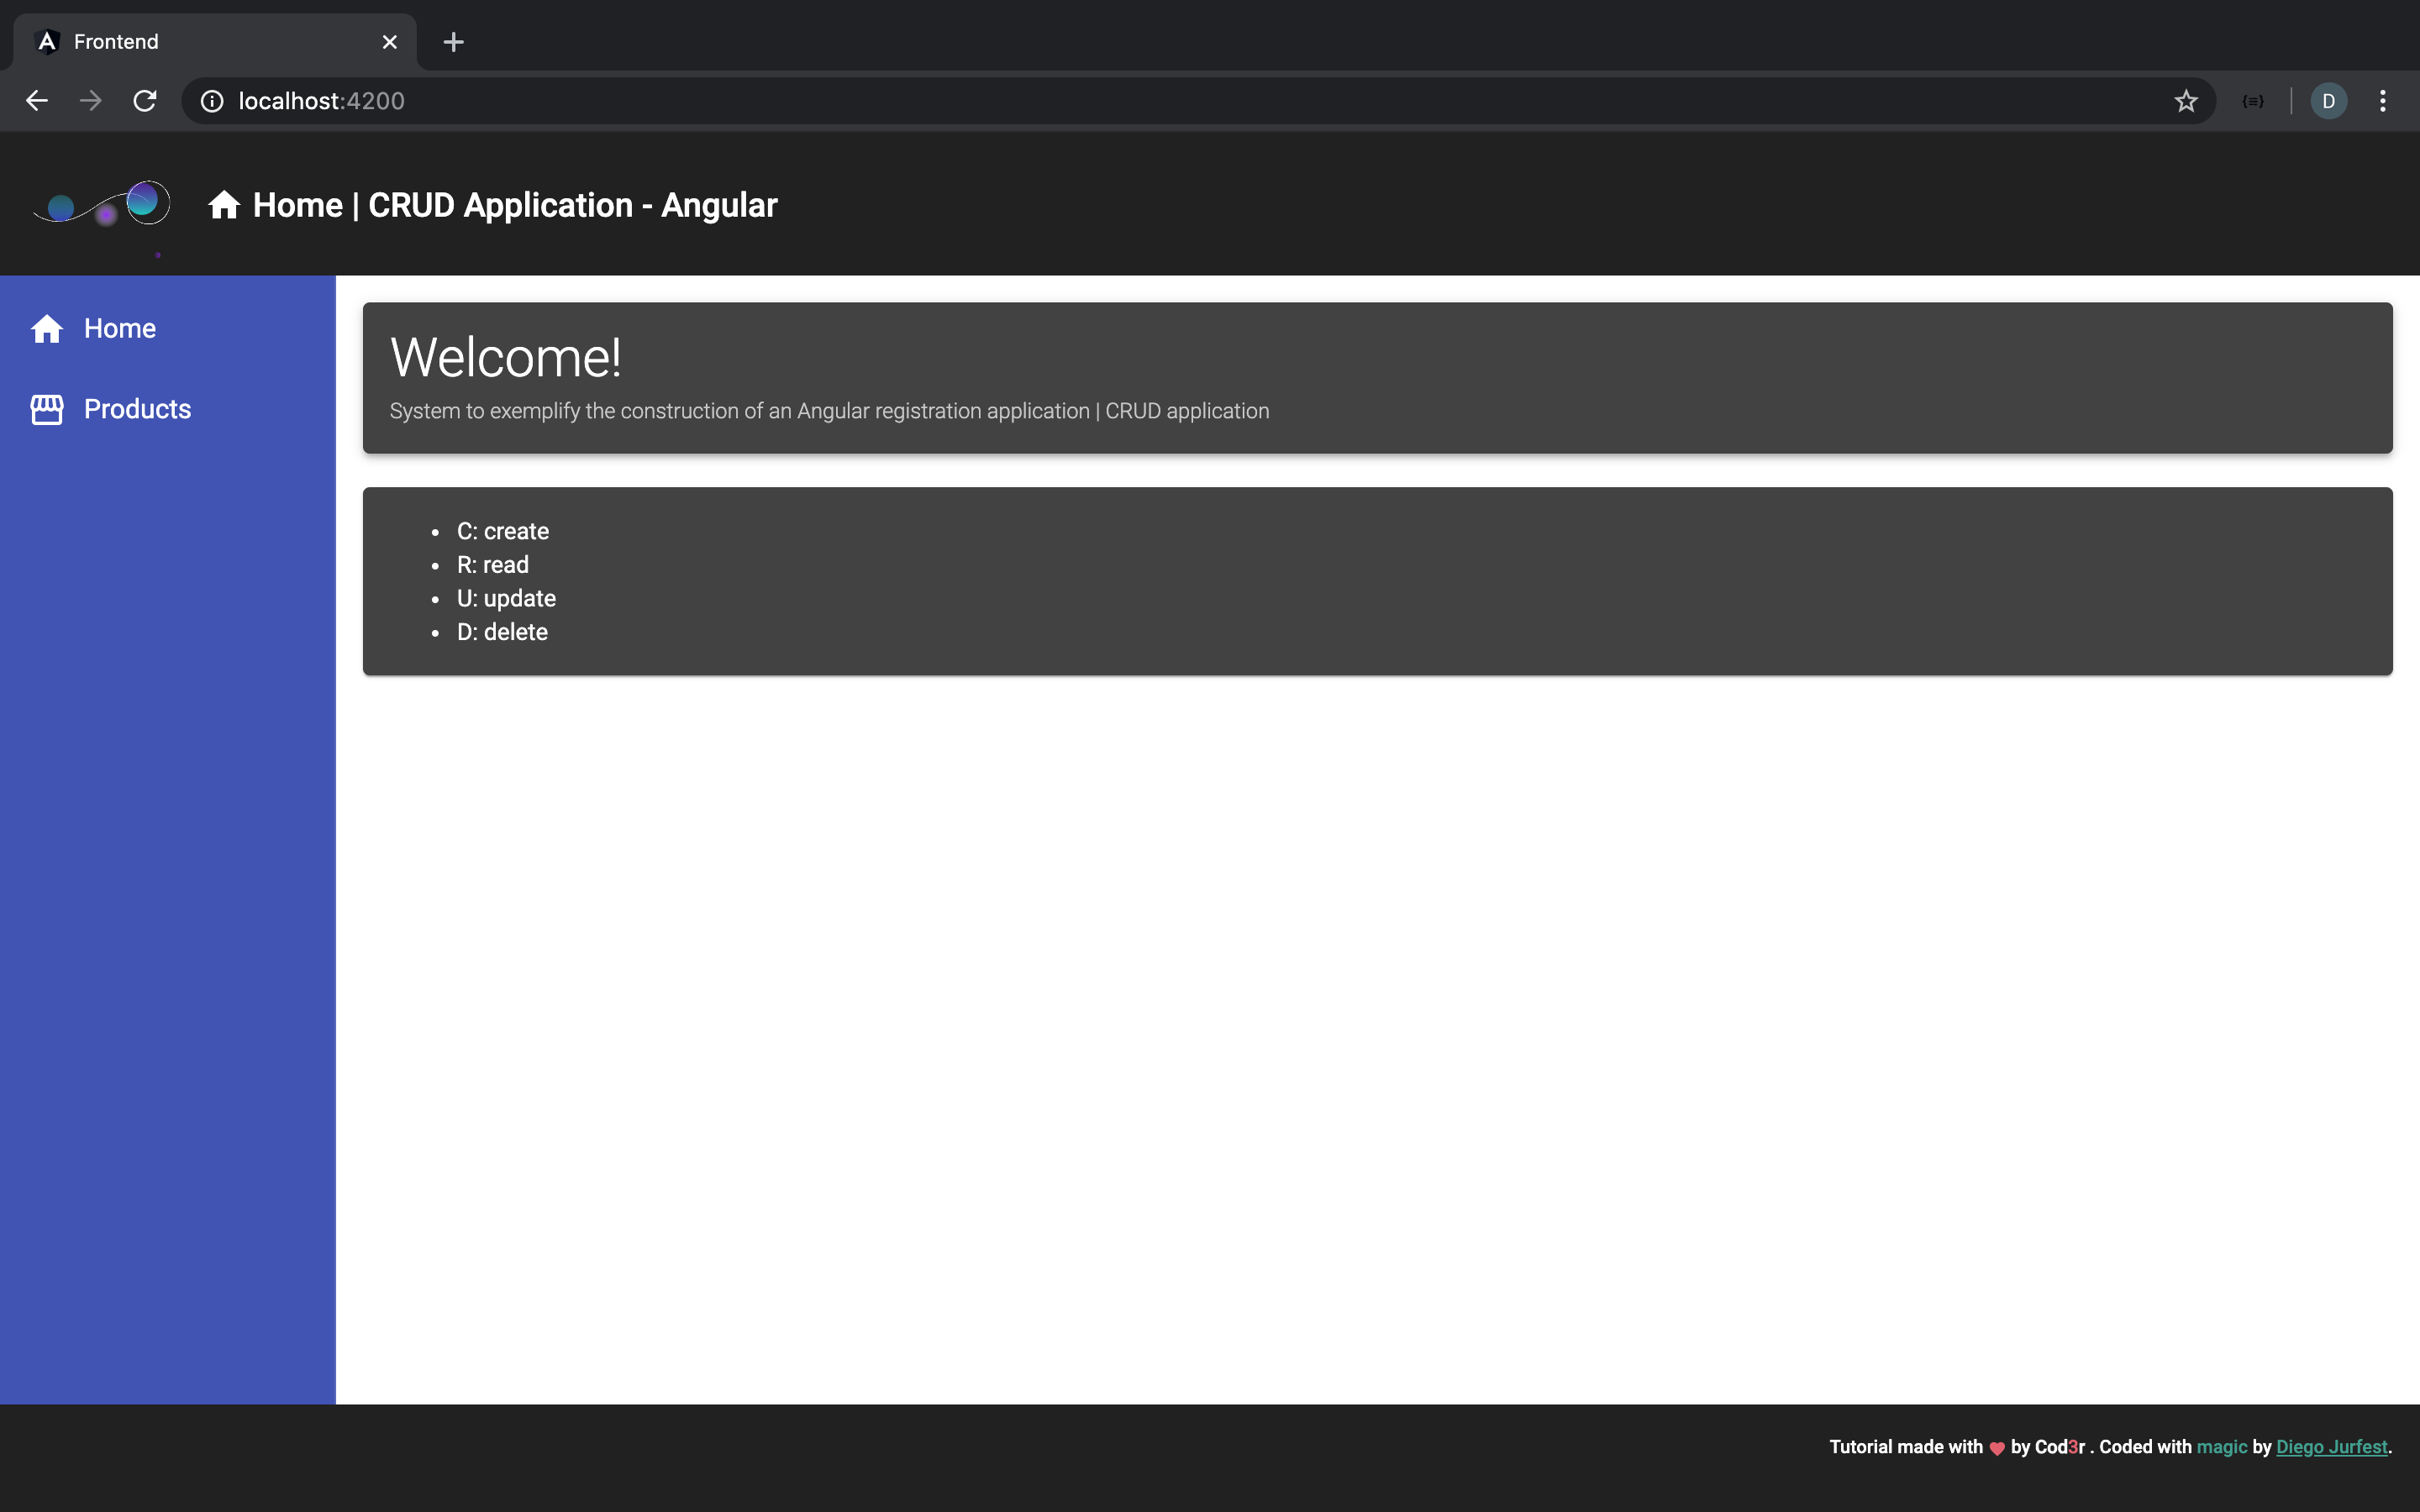 Frontend
localhost:4200
D
Home | CRUD Application - Angular
Home
Products
Welcome!
System to exemplify the construction of an Angular registration application | CRUD application
• C: create
• R: read
• U: update
• D: delete
Tutorial made with ♥ by Cod3r . Coded with magic by Diego Jurfest.